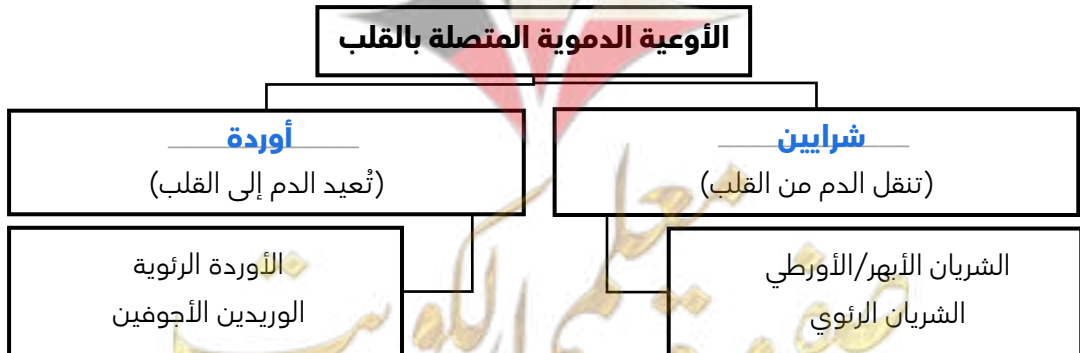 الأوعية الدموية المتصلة بالقلب
شرايين
(تنقل الدم من القلب)
الشريان الأبهر/الأورطي
الشريان الرئوي
أوردة
(تُعيد الدم إلى القلب)
الأوردة الرئوية
الوريدين الأجوفين